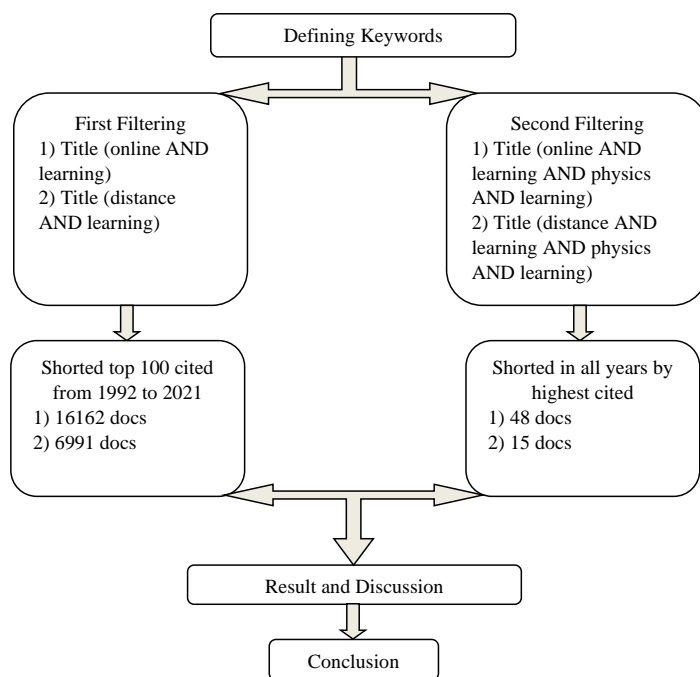 Defining Keywords
First Filtering
1) Title (online AND
learning)
2) Title (distance
AND learning)
Second Filtering
1) Title (online AND
learning AND physics
AND learning)
2) Title (distance AND
learning AND physics
AND learning)
Shorted top 100 cited
from 1992 to 2021
1) 16162 docs
2) 6991 docs
Shorted in all years by
highest cited
1) 48 docs
2) 15 docs
Result and Discussion
Conclusion